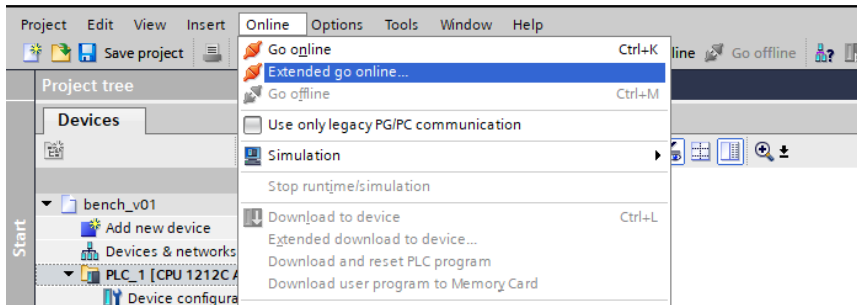 Project Edit View Insert Online Options Tools Window Help
Save project Go offline
Go online Ctrl+K
Extended go online...
Go offline Ctrl+M
Use only legacy PG/PC communication
Simulation
Stop runtime/simulation
Download to device Ctrl+L
Extended download to device...
Download and reset PLC program
Download user program to Memory Card
Project tree
Devices
bench_v01
Add new device
Devices & networks
PLC_1 [CPU 1212C
Start